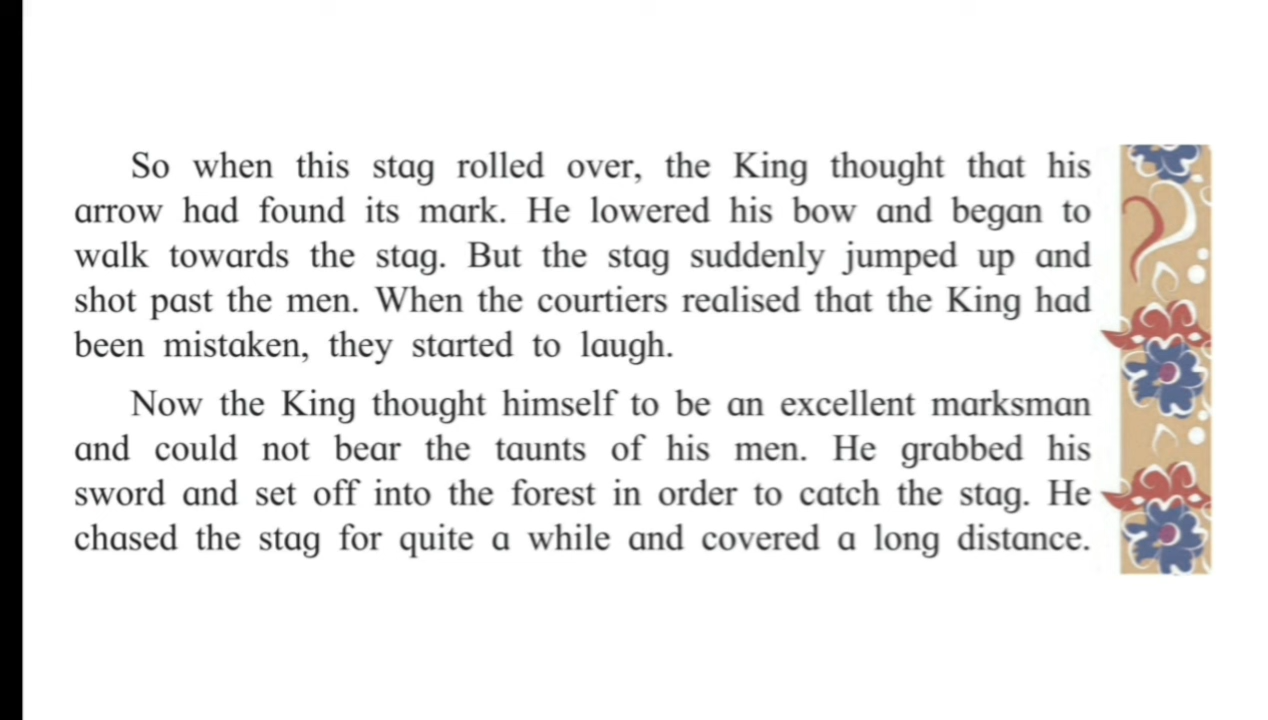 So when this stag rolled over, the King thought that his
arrow had found its mark. He lowered his bow and began to
walk towards the stag. But the stag suddenly jumped up and
shot past the men. When the courtiers realised that the King had
been mistaken, they started to laugh.
Now the King thought himself to be an excellent marksman
and could not bear the taunts of his men. He grabbed his
sword and set off into the forest in order to catch the stag. He
chased the stag for quite a while and covered a long distance.